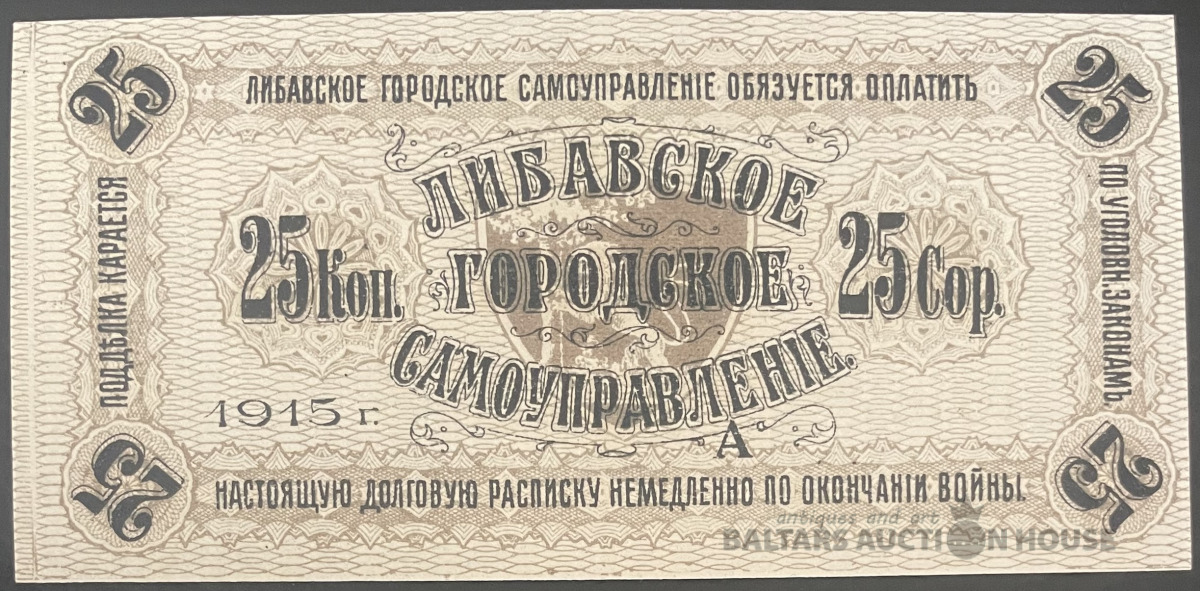 25
25
ЛИБАВСКОЕ ГОРОДСКОЕ САМОУПРАВЛЕНІЕ ОБЯЗУЕТСЯ ОПЛАТИТЬ
ЛИБАВСКОЕ
ГОРОДСКОЕ
САМОУПРАВЛЕНІЕ.
25 Коп.
25 Сор.
ПОДДѢЛКА КАРАЕТСЯ
ПО УГОЛОВН. ЗАКОНАМЪ.
1915 г.
А
НАСТОЯЩУЮ ДОЛГОВУЮ РАСПИСКУ НЕМЕДЛЕННО ПО ОКОНЧАНІИ ВОЙНЫ.
25
25
antiques and art
BALTARS AUCTION HOUSE